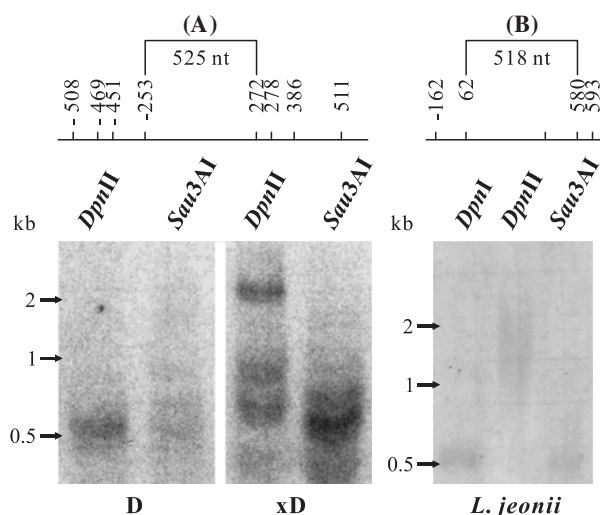 (A) (B)
525 nt 518 nt
-508 -469 -451 -253 272 278 386 511 -162 62 580 593
DpnII Sau3AI DpnII Sau3AI DpnI DpnII Sau3AI
kb kb
2 2
1 1
0.5 0.5
D xD L. jeonii